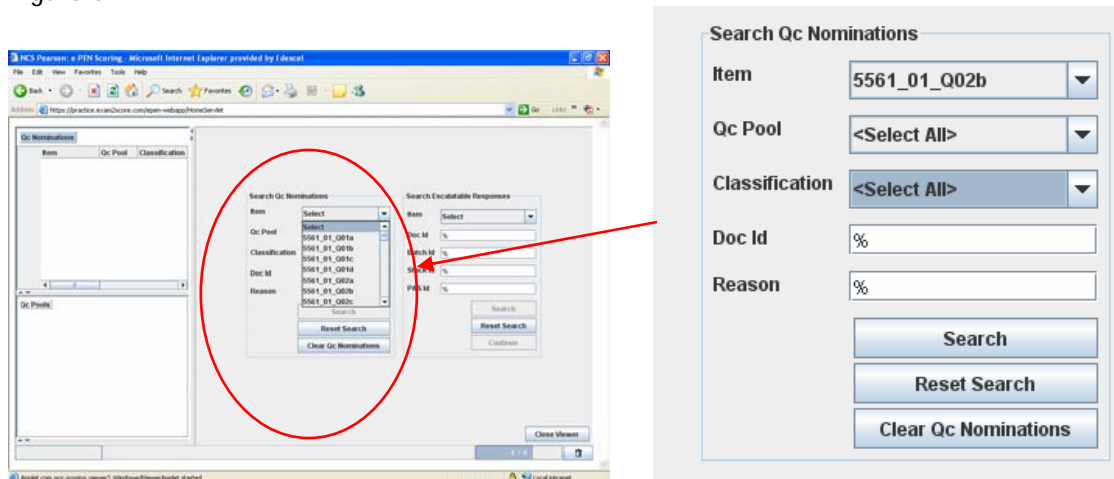 NCS Pearson: e-PEN Scoring - Microsoft Internet Explorer provided by Edexcel
File Edit View Favorites Tools Help
Back Search Favorites
Address https://practice.exam2score.com/epen-webapp/HomeServlet Go Links
Qc Nominations
Item Qc Pool Classification
Qc Pools
Search Qc Nominations
Item Select
Select
5561_01_Q01a
5561_01_Q01b
5561_01_Q01c
5561_01_Q01d
5561_01_Q02a
5561_01_Q02b
5561_01_Q02c
Qc Pool
Classification
Doc Id
Reason
Search
Reset Search
Clear Qc Nominations
Search Escalatable Responses
Item Select
Doc Id %
Batch Id %
Stack Id %
PAS Id %
Search
Reset Search
Continue
Close Viewer
Local intranet
Search Qc Nominations
Item 5561_01_Q02b
Qc Pool <Select All>
Classification <Select All>
Doc Id %
Reason %
Search
Reset Search
Clear Qc Nominations